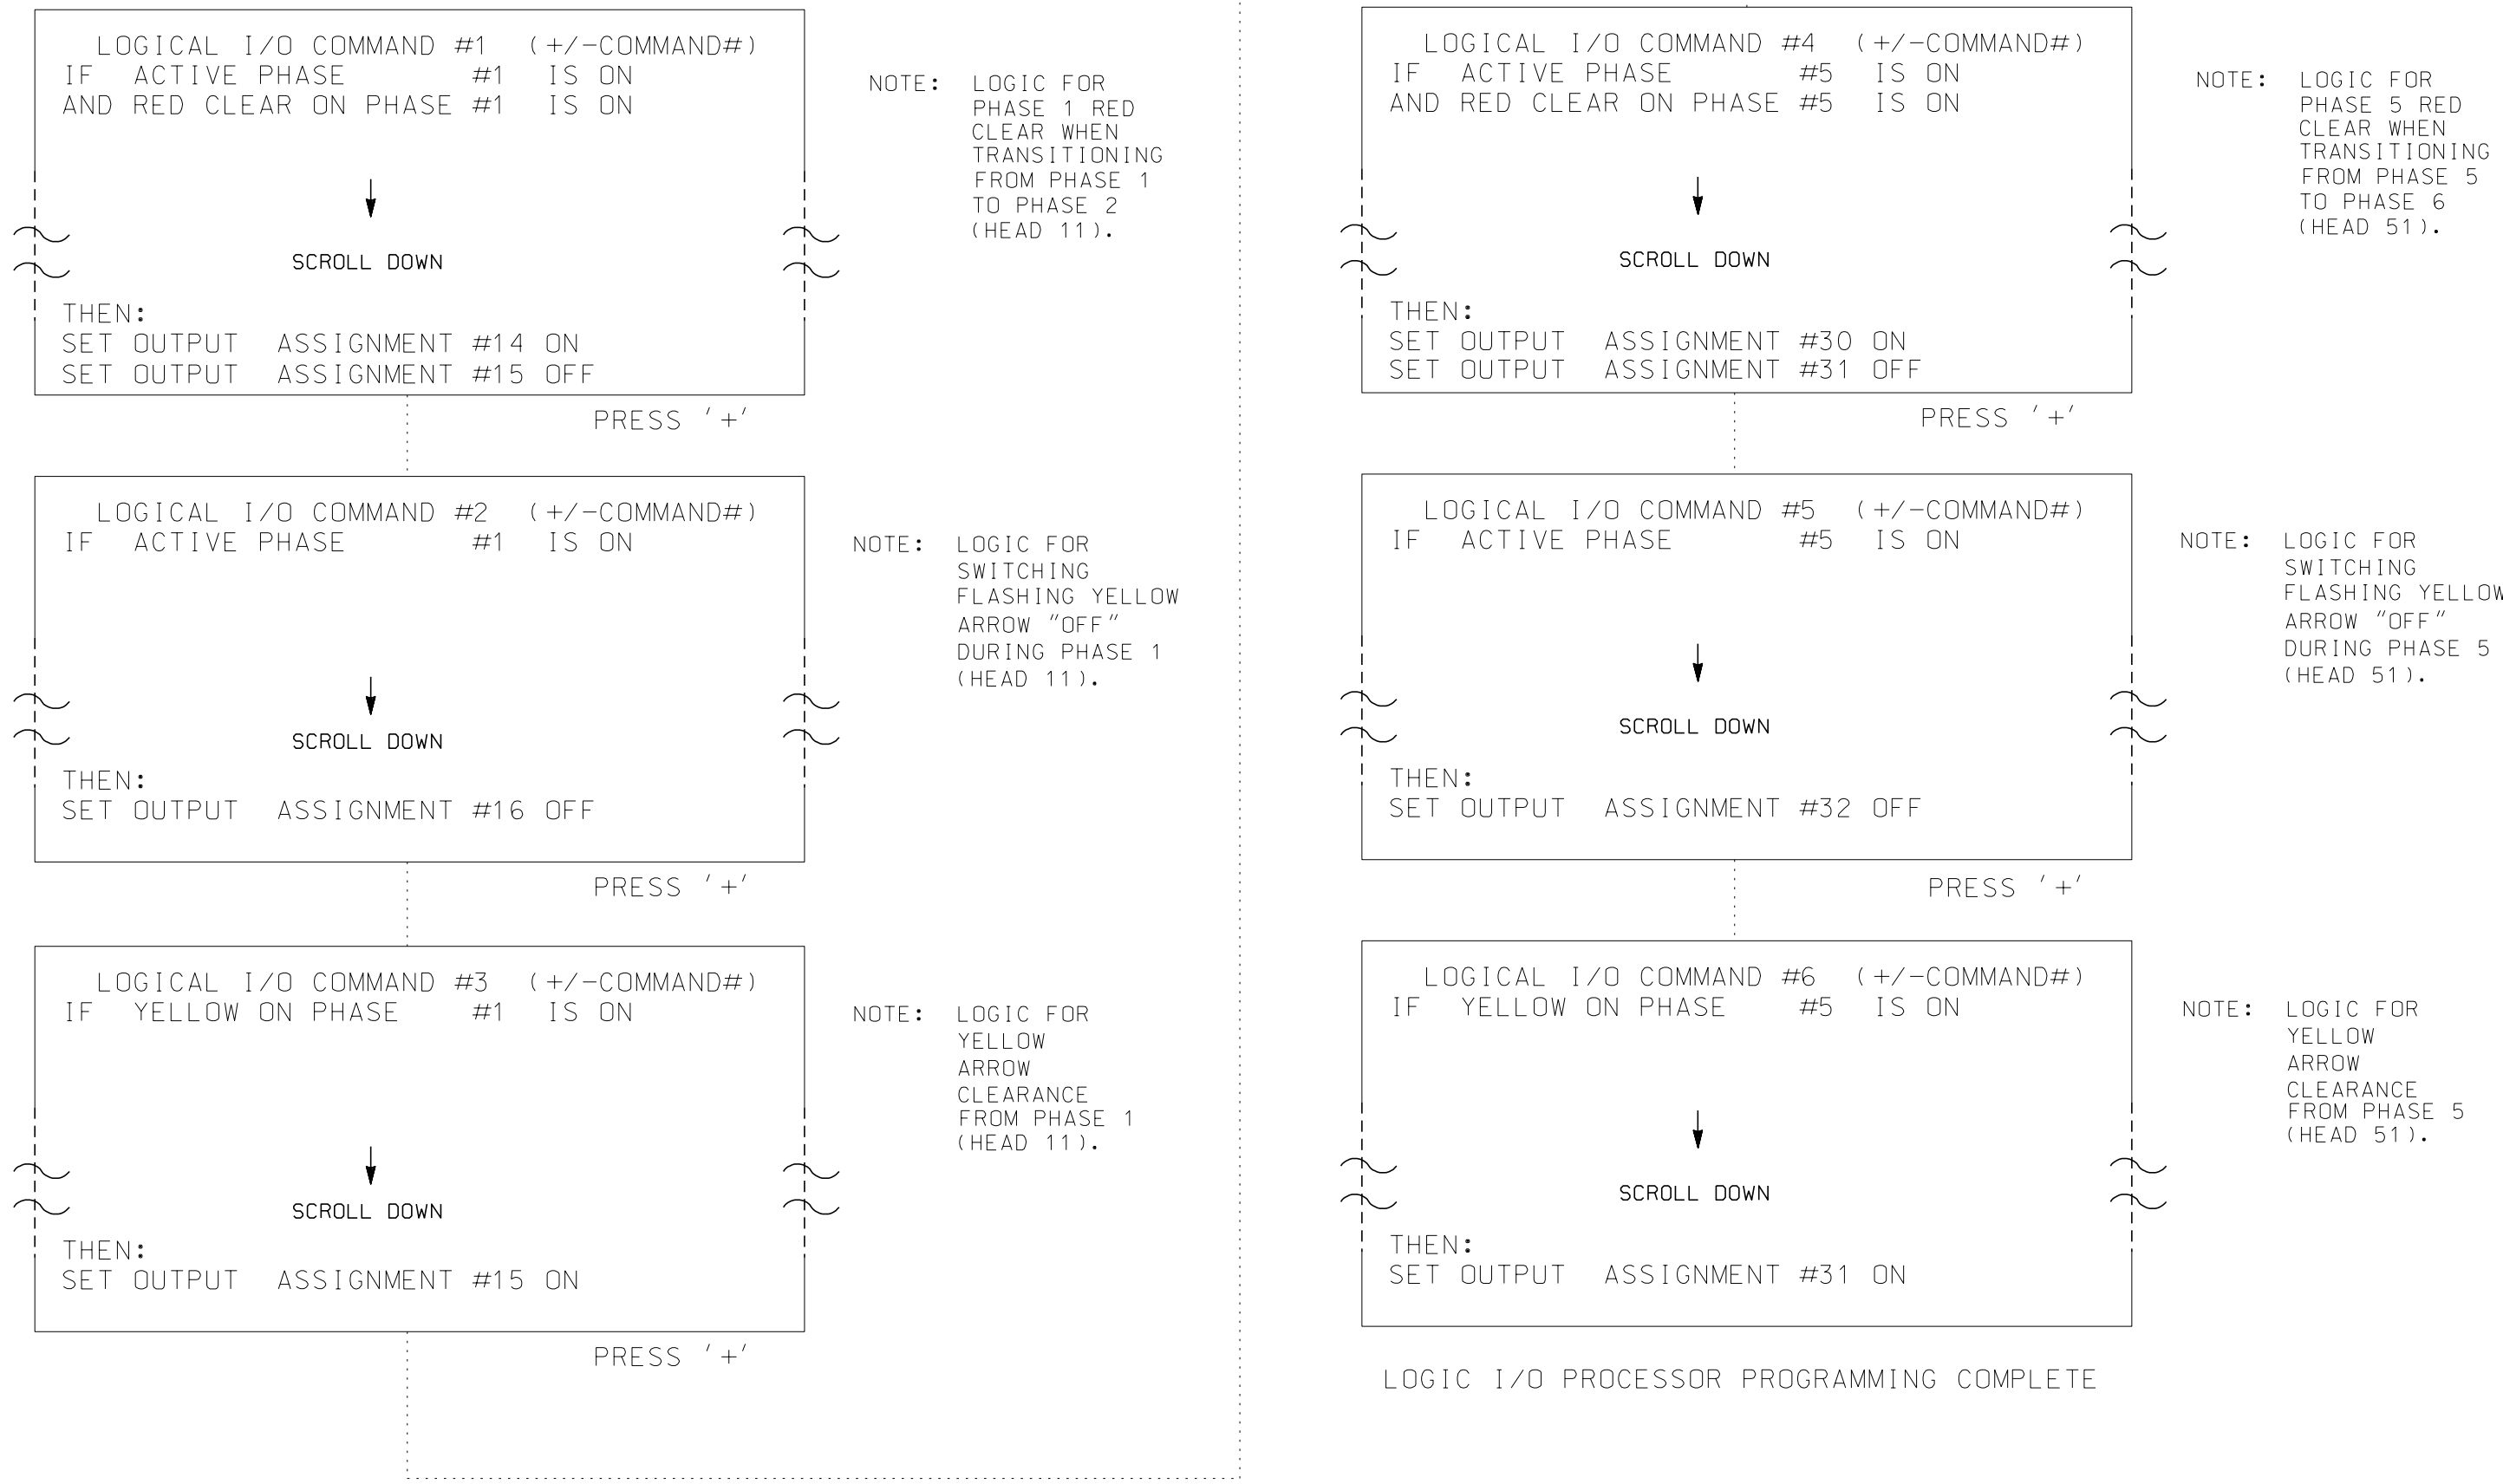 LOGICAL I/O COMMAND #1 (+/-COMMAND#)
IF ACTIVE PHASE #1 IS ON
AND RED CLEAR ON PHASE #1 IS ON
SCROLL DOWN
THEN:
SET OUTPUT ASSIGNMENT #14 ON
SET OUTPUT ASSIGNMENT #15 OFF
PRESS '+'
NOTE: LOGIC FOR
PHASE 1 RED
CLEAR WHEN
TRANSITIONING
FROM PHASE 1
TO PHASE 2
(HEAD 11).
LOGICAL I/O COMMAND #2 (+/-COMMAND#)
IF ACTIVE PHASE #1 IS ON
SCROLL DOWN
THEN:
SET OUTPUT ASSIGNMENT #16 OFF
PRESS '+'
NOTE: LOGIC FOR
SWITCHING
FLASHING YELLOW
ARROW "OFF"
DURING PHASE 1
(HEAD 11).
LOGICAL I/O COMMAND #3 (+/-COMMAND#)
IF YELLOW ON PHASE #1 IS ON
SCROLL DOWN
THEN:
SET OUTPUT ASSIGNMENT #15 ON
PRESS '+'
NOTE: LOGIC FOR
YELLOW
ARROW
CLEARANCE
FROM PHASE 1
(HEAD 11).
LOGICAL I/O COMMAND #4 (+/-COMMAND#)
IF ACTIVE PHASE #5 IS ON
AND RED CLEAR ON PHASE #5 IS ON
SCROLL DOWN
THEN:
SET OUTPUT ASSIGNMENT #30 ON
SET OUTPUT ASSIGNMENT #31 OFF
PRESS '+'
NOTE: LOGIC FOR
PHASE 5 RED
CLEAR WHEN
TRANSITIONING
FROM PHASE 5
TO PHASE 6
(HEAD 51).
LOGICAL I/O COMMAND #5 (+/-COMMAND#)
IF ACTIVE PHASE #5 IS ON
SCROLL DOWN
THEN:
SET OUTPUT ASSIGNMENT #32 OFF
PRESS '+'
NOTE: LOGIC FOR
SWITCHING
FLASHING YELLOW
ARROW "OFF"
DURING PHASE 5
(HEAD 51).
LOGICAL I/O COMMAND #6 (+/-COMMAND#)
IF YELLOW ON PHASE #5 IS ON
SCROLL DOWN
THEN:
SET OUTPUT ASSIGNMENT #31 ON
NOTE: LOGIC FOR
YELLOW
ARROW
CLEARANCE
FROM PHASE 5
(HEAD 51).
LOGIC I/O PROCESSOR PROGRAMMING COMPLETE